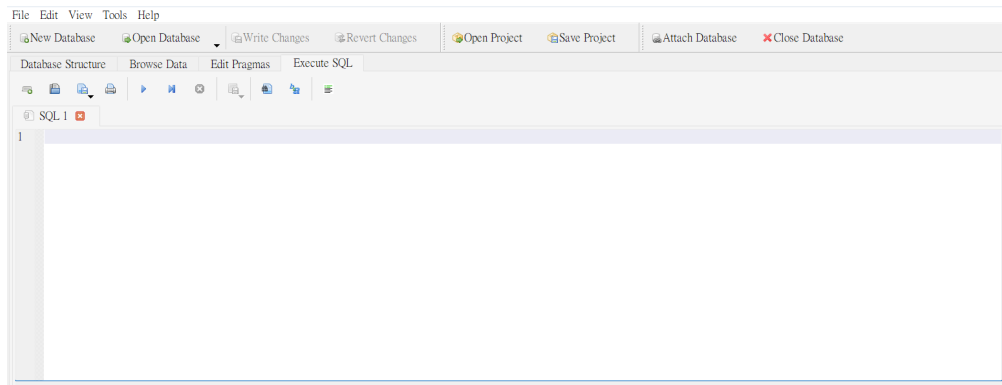 File Edit View Tools Help
New Database Open Database Write Changes Revert Changes Open Project Save Project Attach Database Close Database
Database Structure Browse Data Edit Pragmas Execute SQL
SQL 1
1